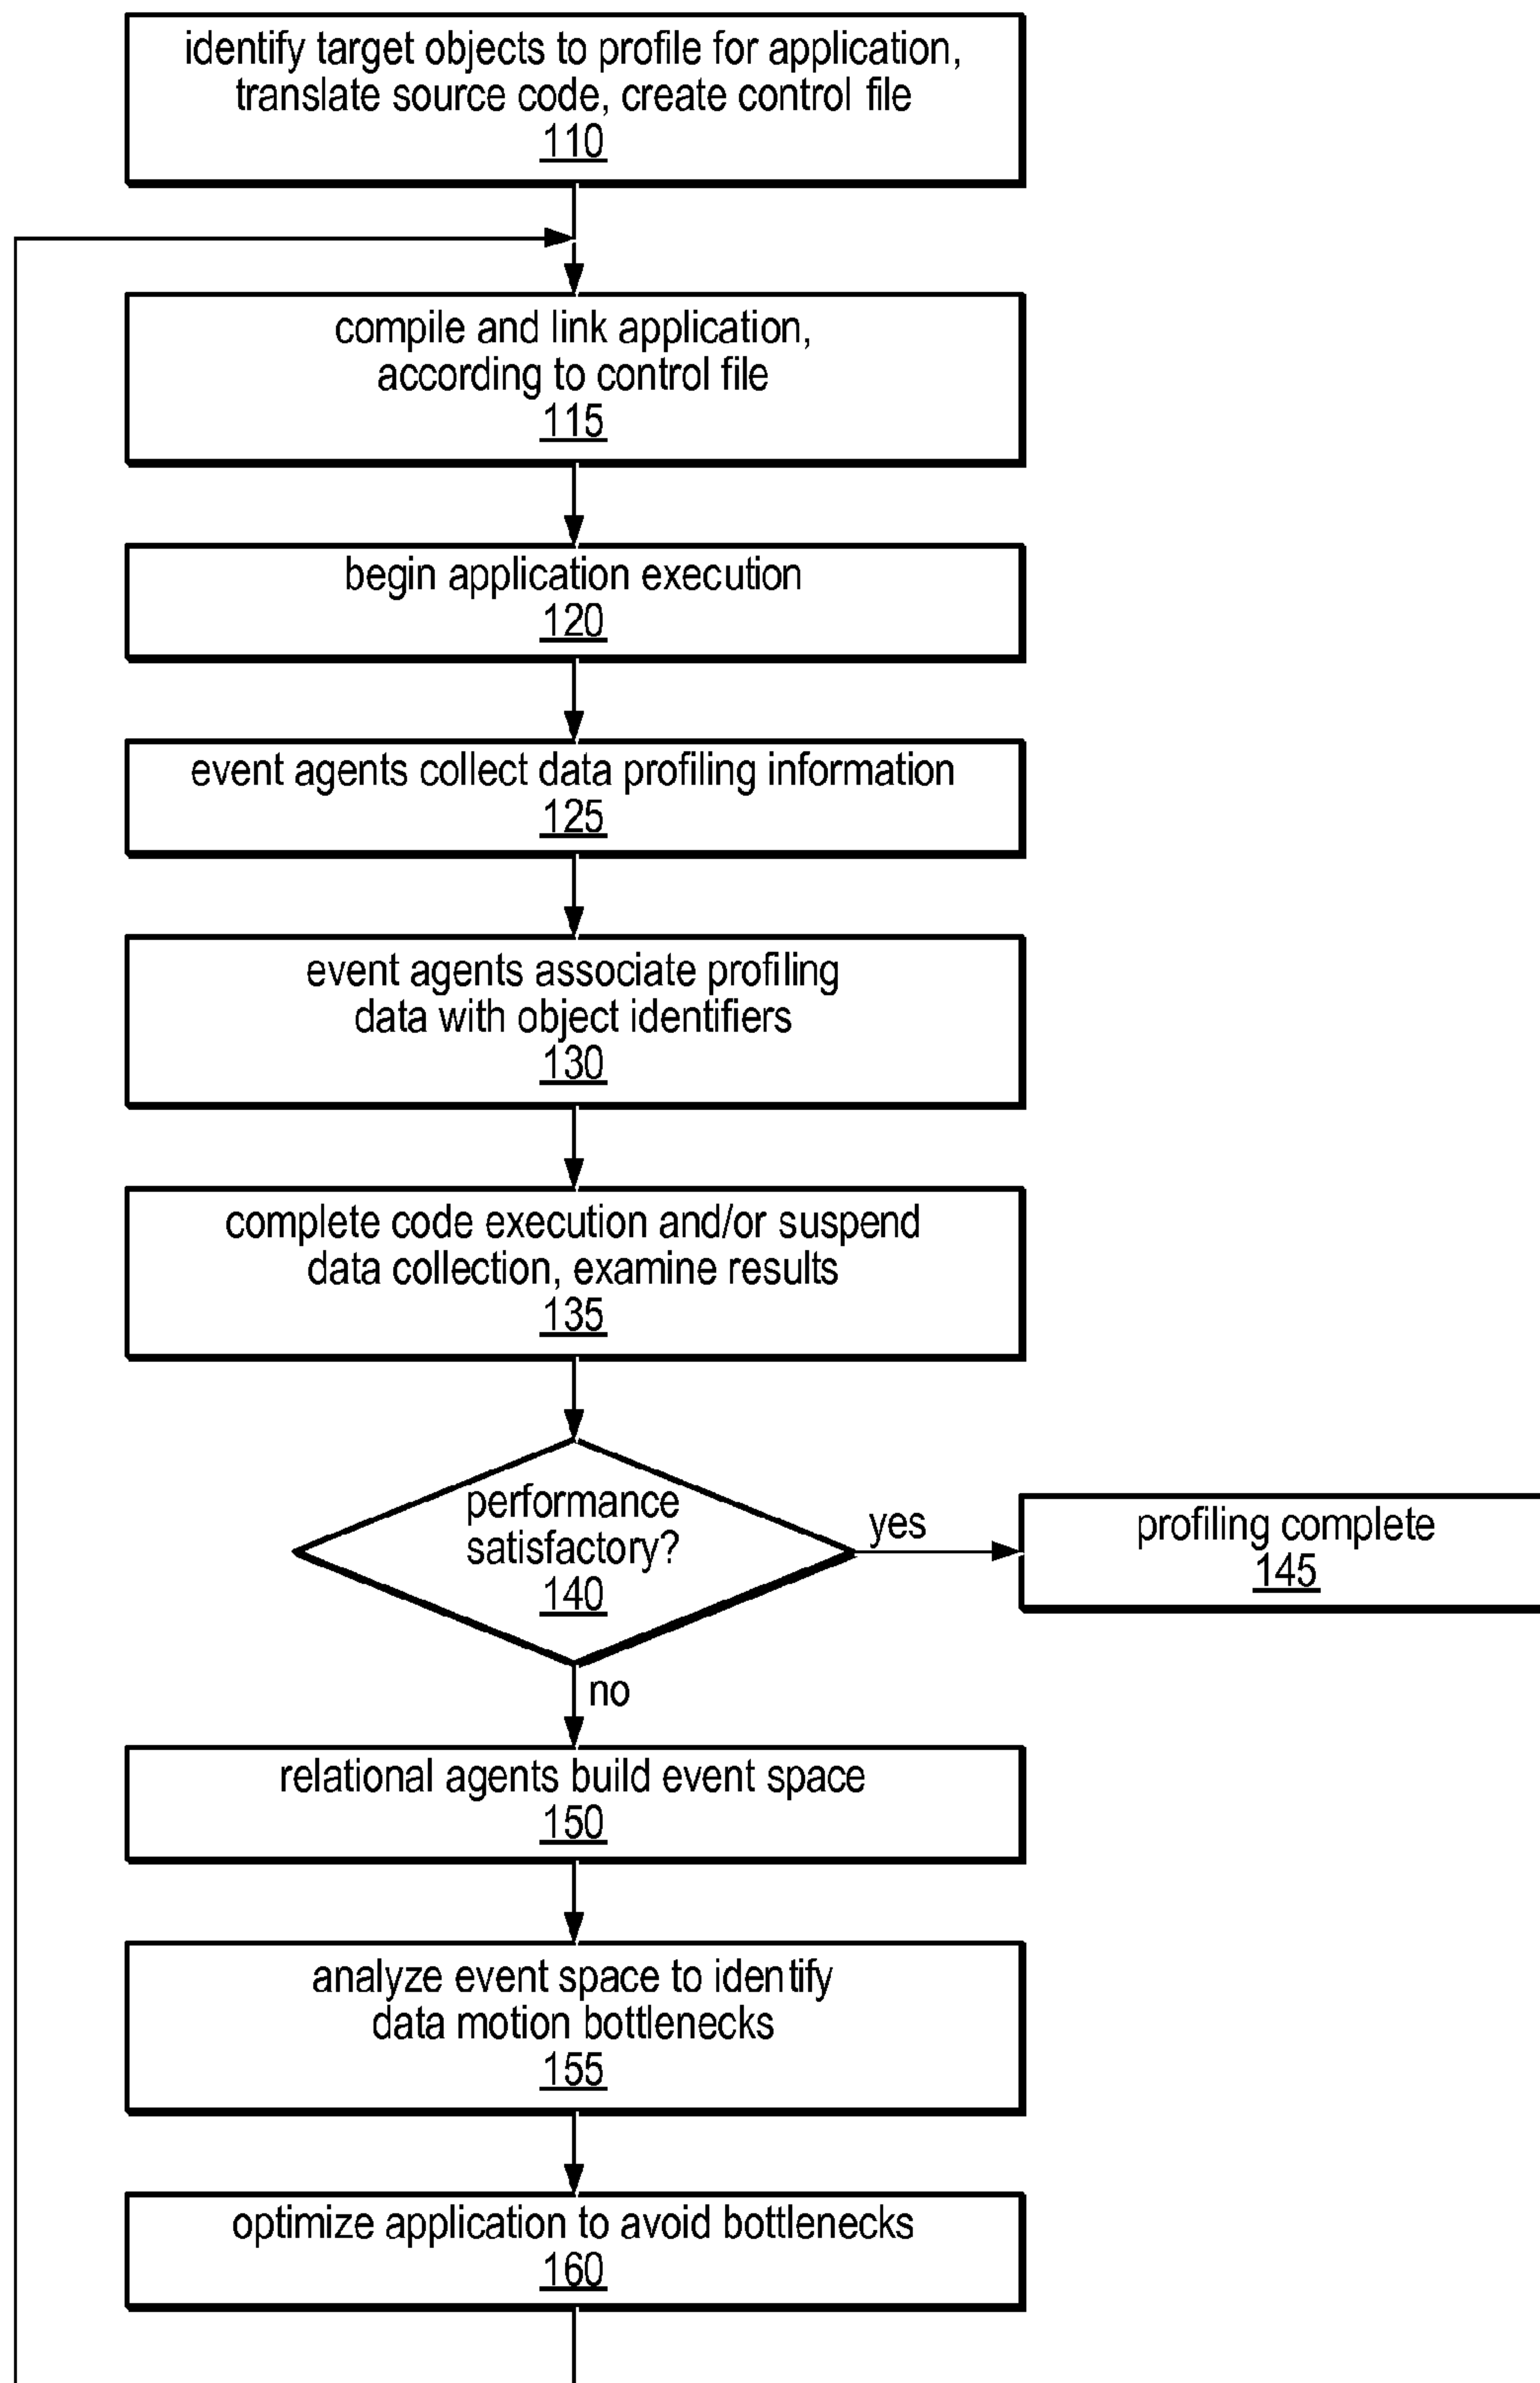 identify target objects to profile for application,
translate source code, create control file
110
compile and link application,
according to control file
115
begin application execution
120
event agents collect data profiling information
125
event agents associate profiling
data with object identifiers
130
complete code execution and/or suspend
data collection, examine results
135
performance
satisfactory?
140
yes
profiling complete
145
no
relational agents build event space
150
analyze event space to identify
data motion bottlenecks
155
optimize application to avoid bottlenecks
160